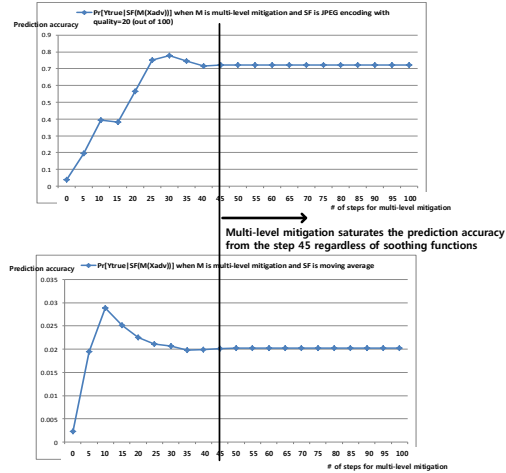 Prediction accuracy
Pr[Ytrue|SF(M(Xadv))] when M is multi-level mitigation and SF is JPEG encoding with
quality=20 (out of 100)
0.9
0.8
0.7
0.6
0.5
0.4
0.3
0.2
0.1
0
0 5 10 15 20 25 30 35 40 45 50 55 60 65 70 75 80 85 90 95 100
# of steps for multi-level mitigation
Multi-level mitigation saturates the prediction accuracy
from the step 45 regardless of soothing functions
Prediction accuracy
Pr[Ytrue|SF(M(Xadv))] when M is multi-level mitigation and SF is moving average
0.035
0.03
0.025
0.02
0.015
0.01
0.005
0
0 5 10 15 20 25 30 35 40 45 50 55 60 65 70 75 80 85 90 95 100
# of steps for multi-level mitigation